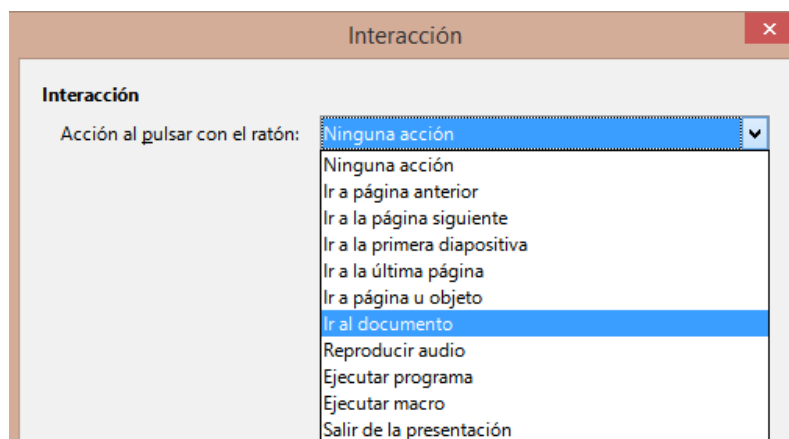 Interacción
Interacción
Acción al pulsar con el ratón: Ninguna acción
Ninguna acción
Ir a página anterior
Ir a la página siguiente
Ir a la primera diapositiva
Ir a la última página
Ir a página u objeto
Ir al documento
Reproducir audio
Ejecutar programa
Ejecutar macro
Salir de la presentación